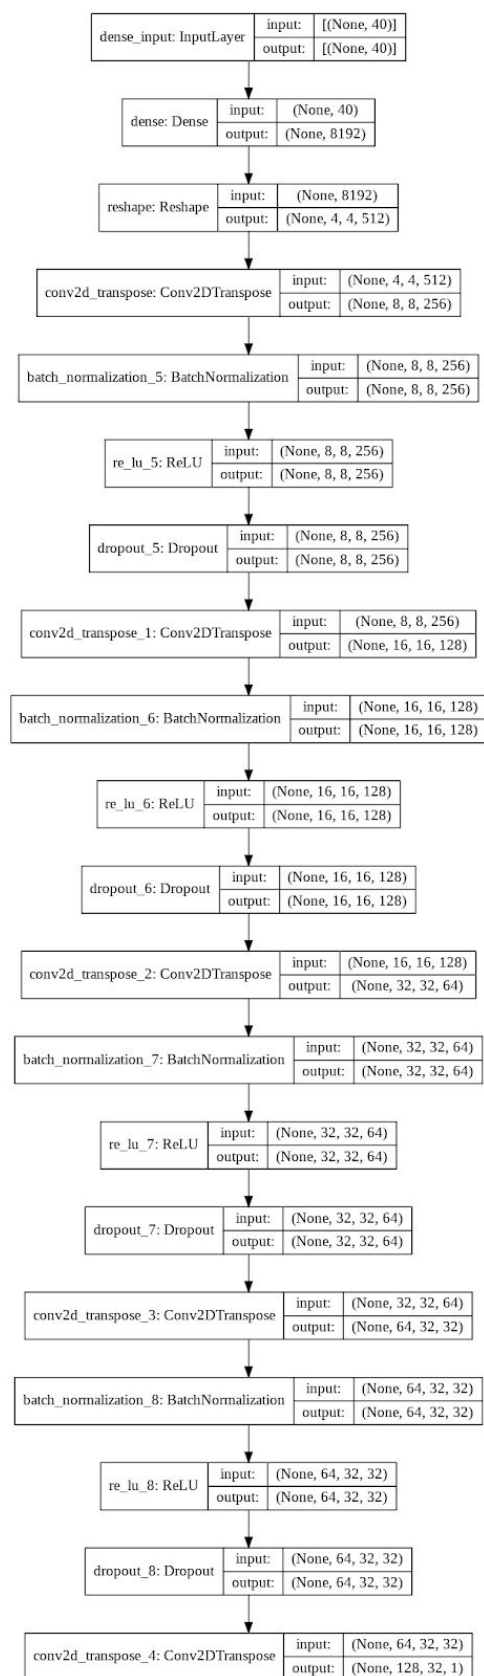 dense_input: InputLayer
input: [(None, 40)]
output: [(None, 40)]
dense: Dense
input: (None, 40)
output: (None, 8192)
reshape: Reshape
input: (None, 8192)
output: (None, 4, 4, 512)
conv2d_transpose: Conv2DTranspose
input: (None, 4, 4, 512)
output: (None, 8, 8, 256)
batch_normalization_5: BatchNormalization
input: (None, 8, 8, 256)
output: (None, 8, 8, 256)
re_lu_5: ReLU
input: (None, 8, 8, 256)
output: (None, 8, 8, 256)
dropout_5: Dropout
input: (None, 8, 8, 256)
output: (None, 8, 8, 256)
conv2d_transpose_1: Conv2DTranspose
input: (None, 8, 8, 256)
output: (None, 16, 16, 128)
batch_normalization_6: BatchNormalization
input: (None, 16, 16, 128)
output: (None, 16, 16, 128)
re_lu_6: ReLU
input: (None, 16, 16, 128)
output: (None, 16, 16, 128)
dropout_6: Dropout
input: (None, 16, 16, 128)
output: (None, 16, 16, 128)
conv2d_transpose_2: Conv2DTranspose
input: (None, 16, 16, 128)
output: (None, 32, 32, 64)
batch_normalization_7: BatchNormalization
input: (None, 32, 32, 64)
output: (None, 32, 32, 64)
re_lu_7: ReLU
input: (None, 32, 32, 64)
output: (None, 32, 32, 64)
dropout_7: Dropout
input: (None, 32, 32, 64)
output: (None, 32, 32, 64)
conv2d_transpose_3: Conv2DTranspose
input: (None, 32, 32, 64)
output: (None, 64, 32, 32)
batch_normalization_8: BatchNormalization
input: (None, 64, 32, 32)
output: (None, 64, 32, 32)
re_lu_8: ReLU
input: (None, 64, 32, 32)
output: (None, 64, 32, 32)
dropout_8: Dropout
input: (None, 64, 32, 32)
output: (None, 64, 32, 32)
conv2d_transpose_4: Conv2DTranspose
input: (None, 64, 32, 32)
output: (None, 128, 32, 1)